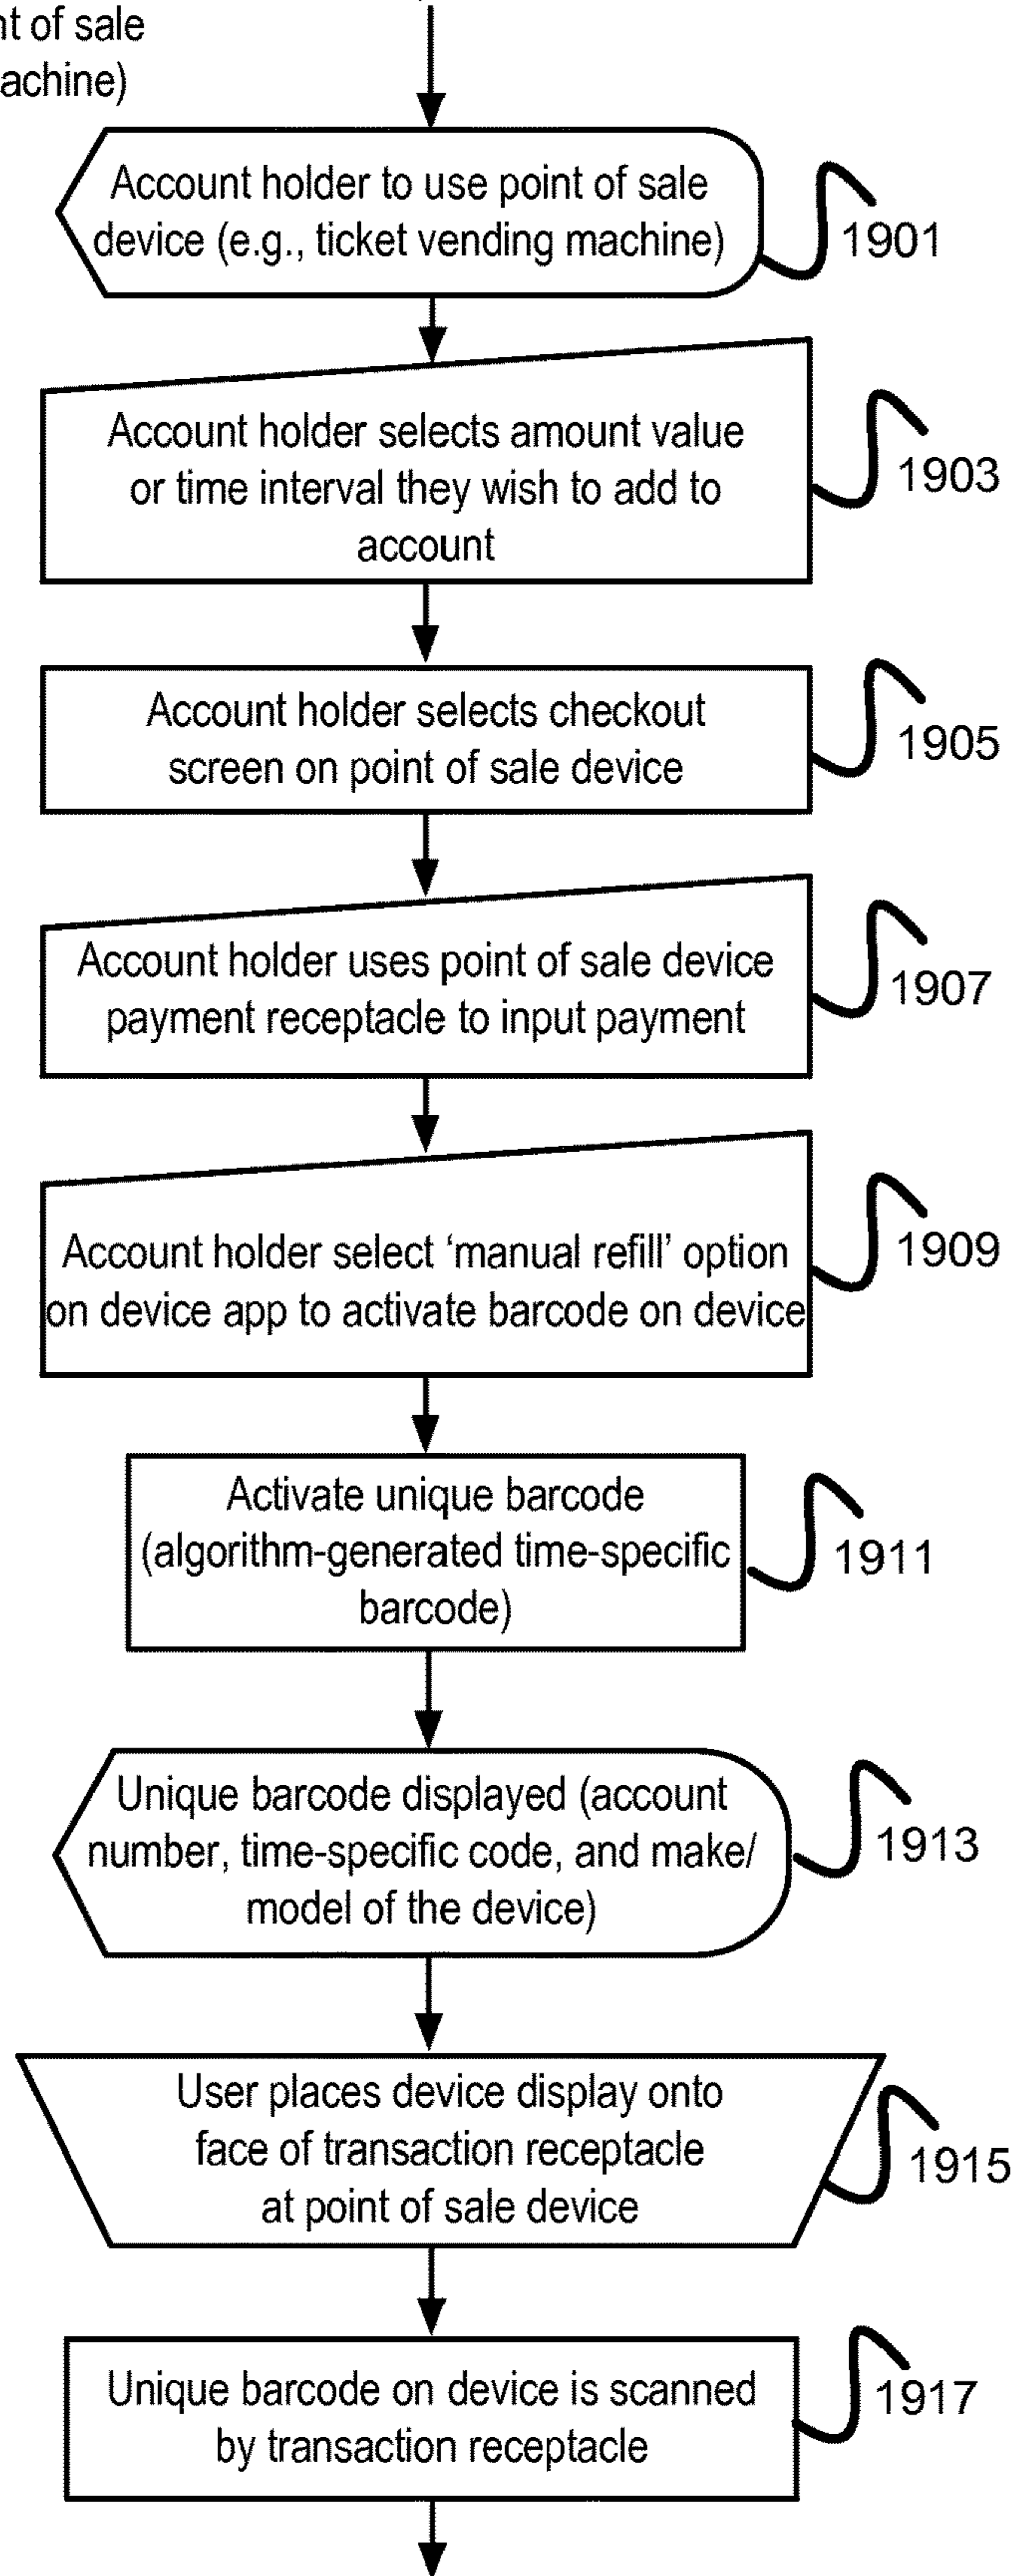 of sale
Account holder to use point of sale
device (e.g., ticket vending machine)
1901
Account holder selects amount value
or time interval they wish to add to
account
1903
Account holder selects checkout
screen on point of sale device
1905
Account holder uses point of sale device
payment receptacle to input payment
1907
Account holder select ‘manual refill’ option
on device app to activate barcode on device
1909
Activate unique barcode
(algorithm-generated time-specific
barcode)
1911
Unique barcode displayed (account
number, time-specific code, and make/
model of the device)
1913
User places device display onto
face of transaction receptacle
at point of sale device
1915
Unique barcode on device is scanned
by transaction receptacle
1917